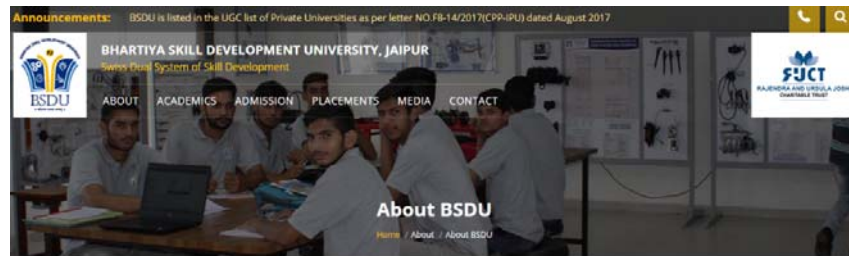 Announcements: BSDU is listed in the UGC list of Private Universities as per letter NO.F8-14/2017(CPP-IPU) dated August 2017
BHARTIYA SKILL DEVELOPMENT UNIVERSITY, JAIPUR
Swiss Dual System of Skill Development
BSDU
ABOUT ACADEMICS ADMISSION PLACEMENTS MEDIA CONTACT
RUJCT
RAJENDRA AND URSULA JOSHI
CHARITABLE TRUST
About BSDU
Home / About / About BSDU